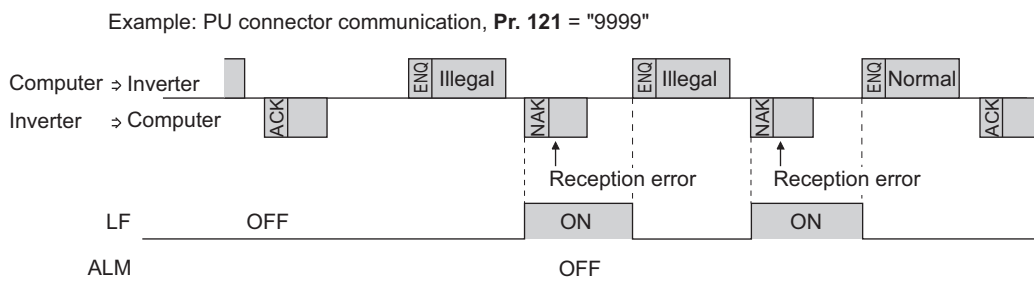 Example: PU connector communication, Pr. 121 = "9999"
Computer ⇒ Inverter
ENQ Illegal ENQ Illegal ENQ Normal
Inverter ⇒ Computer
ACK NAK NAK ACK
Reception error Reception error
LF OFF ON ON
ALM OFF